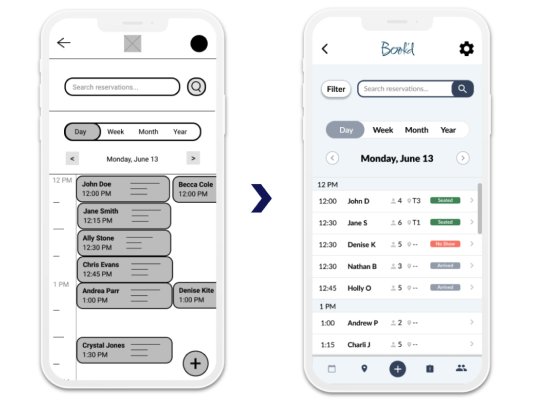 Search reservations...
Day Week Month Year
< Monday, June 13 >
12 PM
John Doe
12:00 PM
Becca Cole
12:00 PM
Jane Smith
12:15 PM
Ally Stone
12:30 PM
Chris Evans
12:45 PM
1 PM
Andrea Parr
1:00 PM
Denise Kite
1:00 PM
Crystal Jones
1:30 PM
Book'd
Filter
Search reservations...
Day Week Month Year
< Monday, June 13 >
12 PM
12:00 John D 4 T3 Seated
12:30 Jane S 6 T1 Seated
12:30 Denise K 5 -- No Show
12:30 Nathan B 3 -- Arrived
12:45 Holly O 5 -- Arrived
1 PM
1:00 Andrew P 2 --
1:15 Charli J 5 --